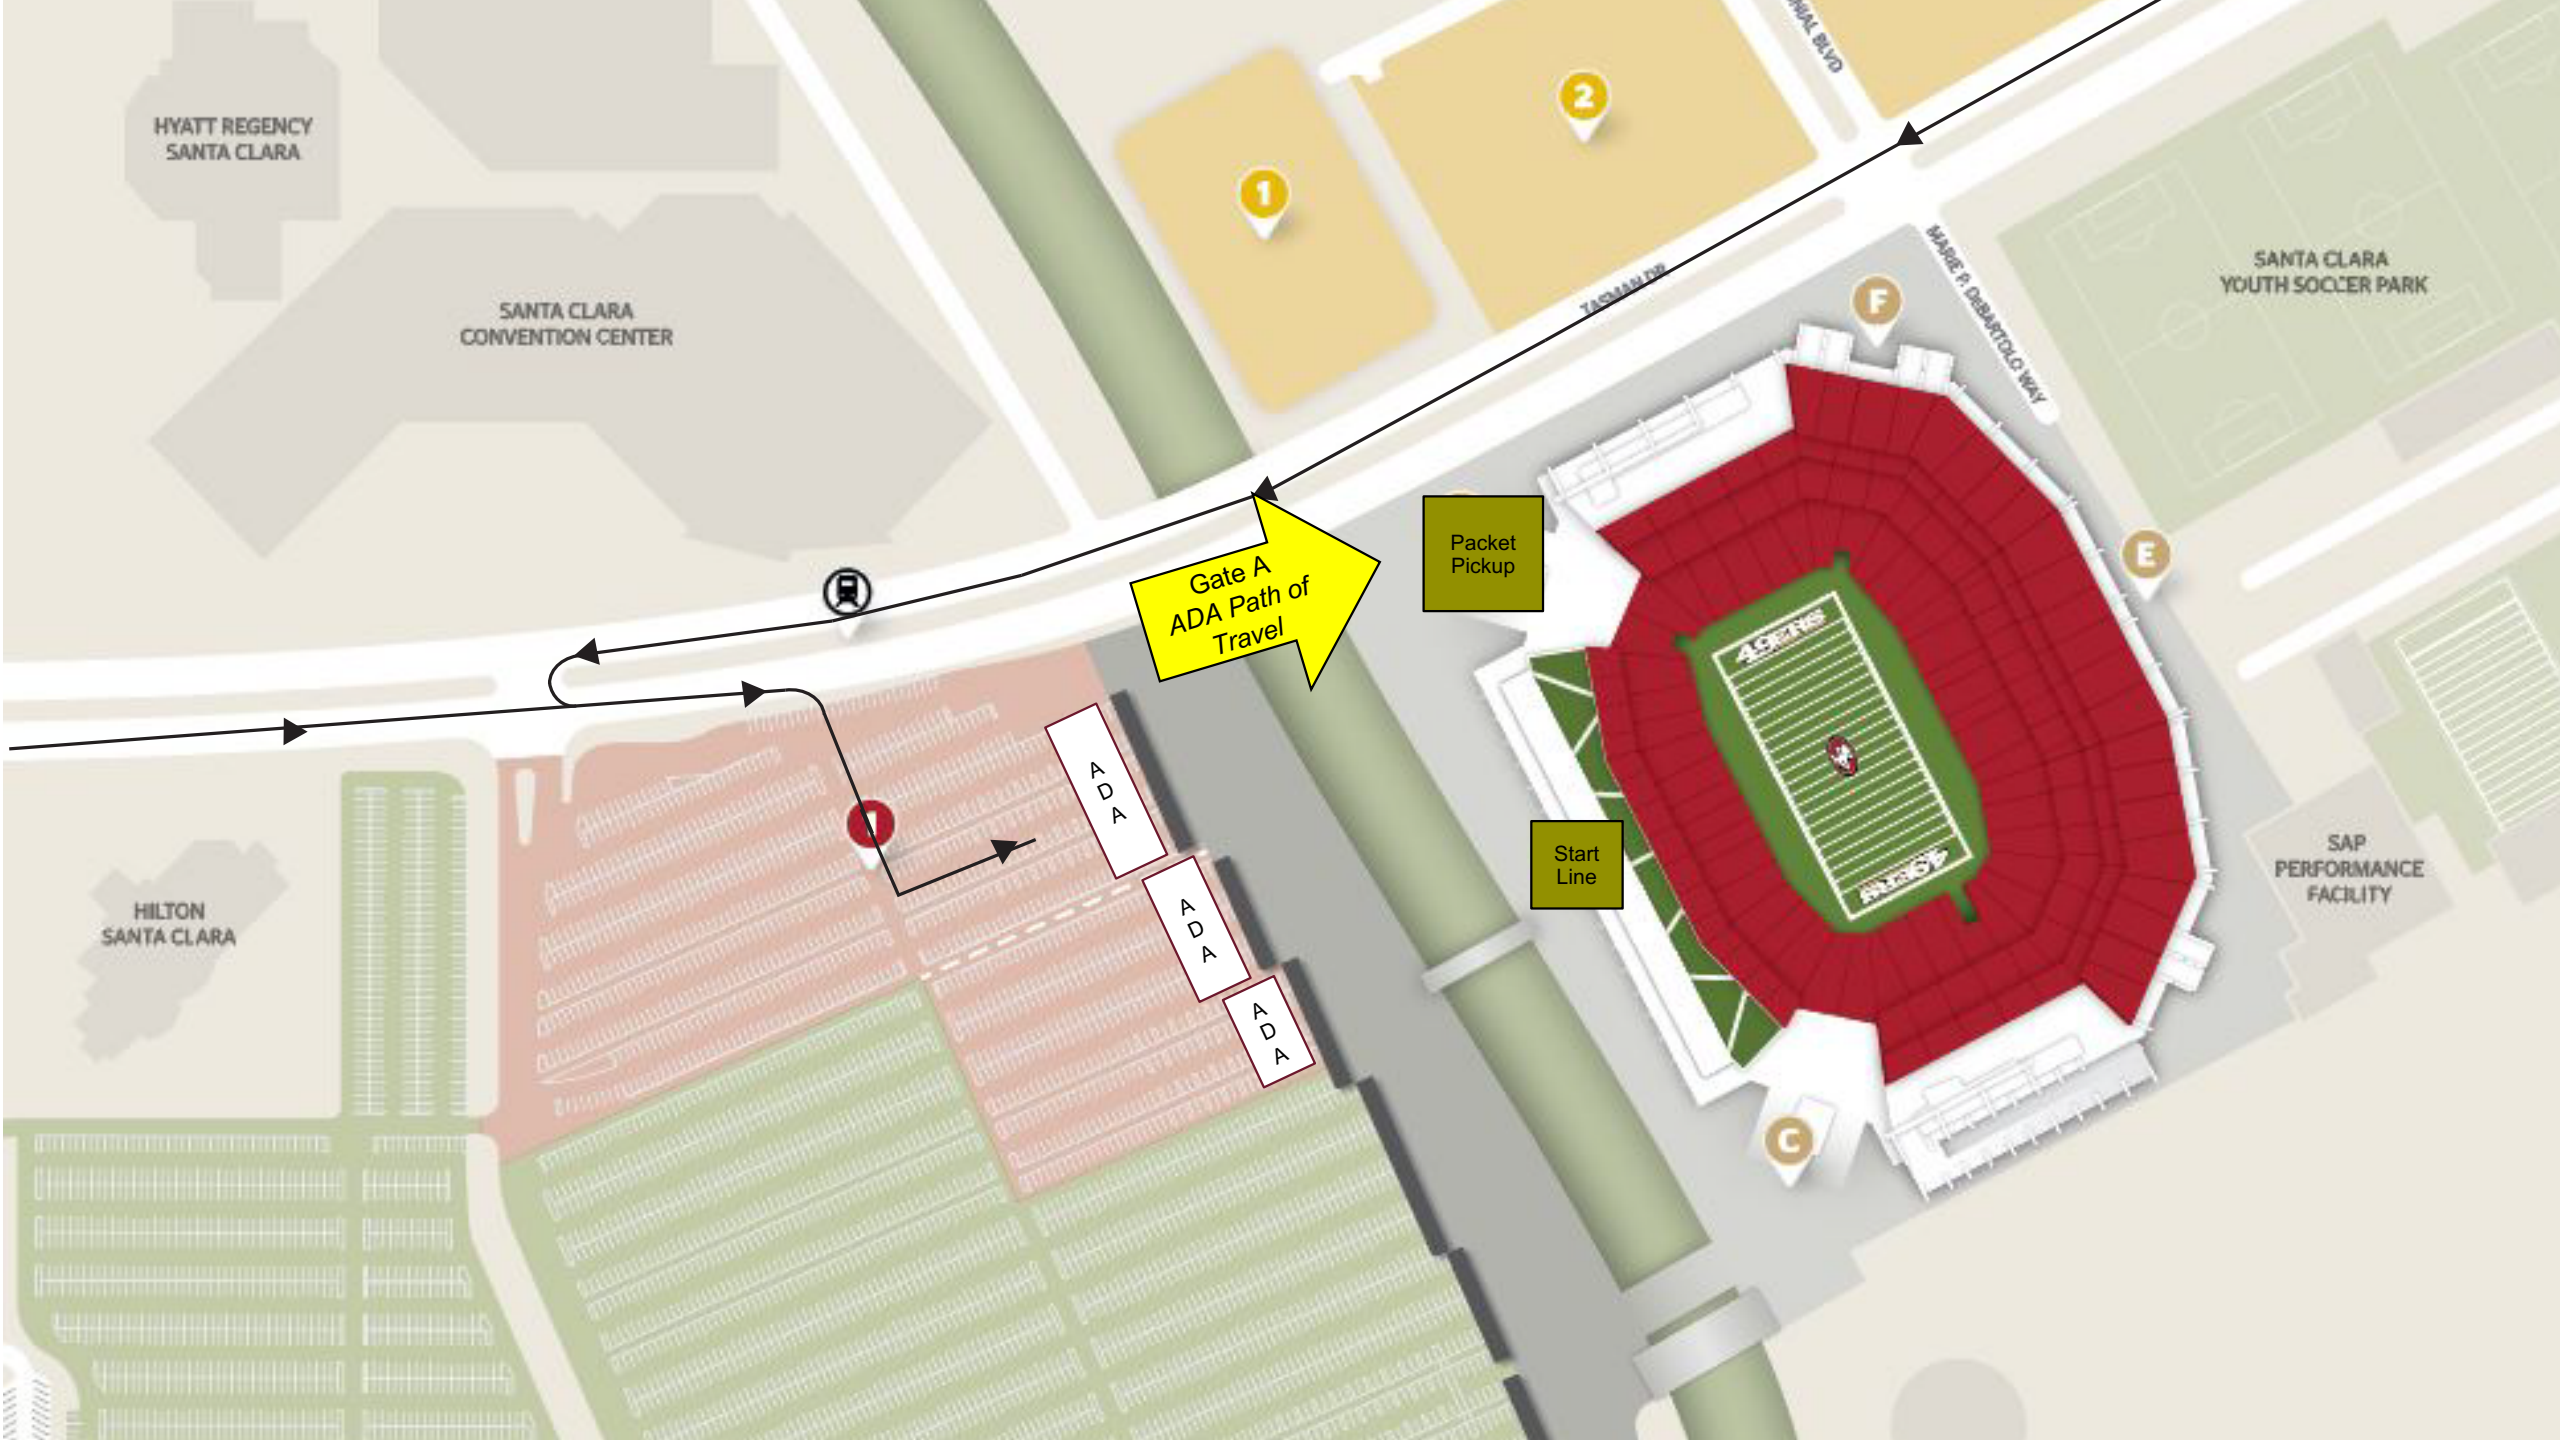 HYATT REGENCY
SANTA CLARA
SANTA CLARA
CONVENTION CENTER
1
2
TASMAN DR
MARIE P. DeBARTOLO WAY
BLVD
SANTA CLARA
YOUTH SOCCER PARK
F
E
C
Gate A
ADA Path of
Travel
Packet
Pickup
Start
Line
49ERS
49ERS
A
D
A
A
D
A
A
D
A
HILTON
SANTA CLARA
SAP
PERFORMANCE
FACILITY